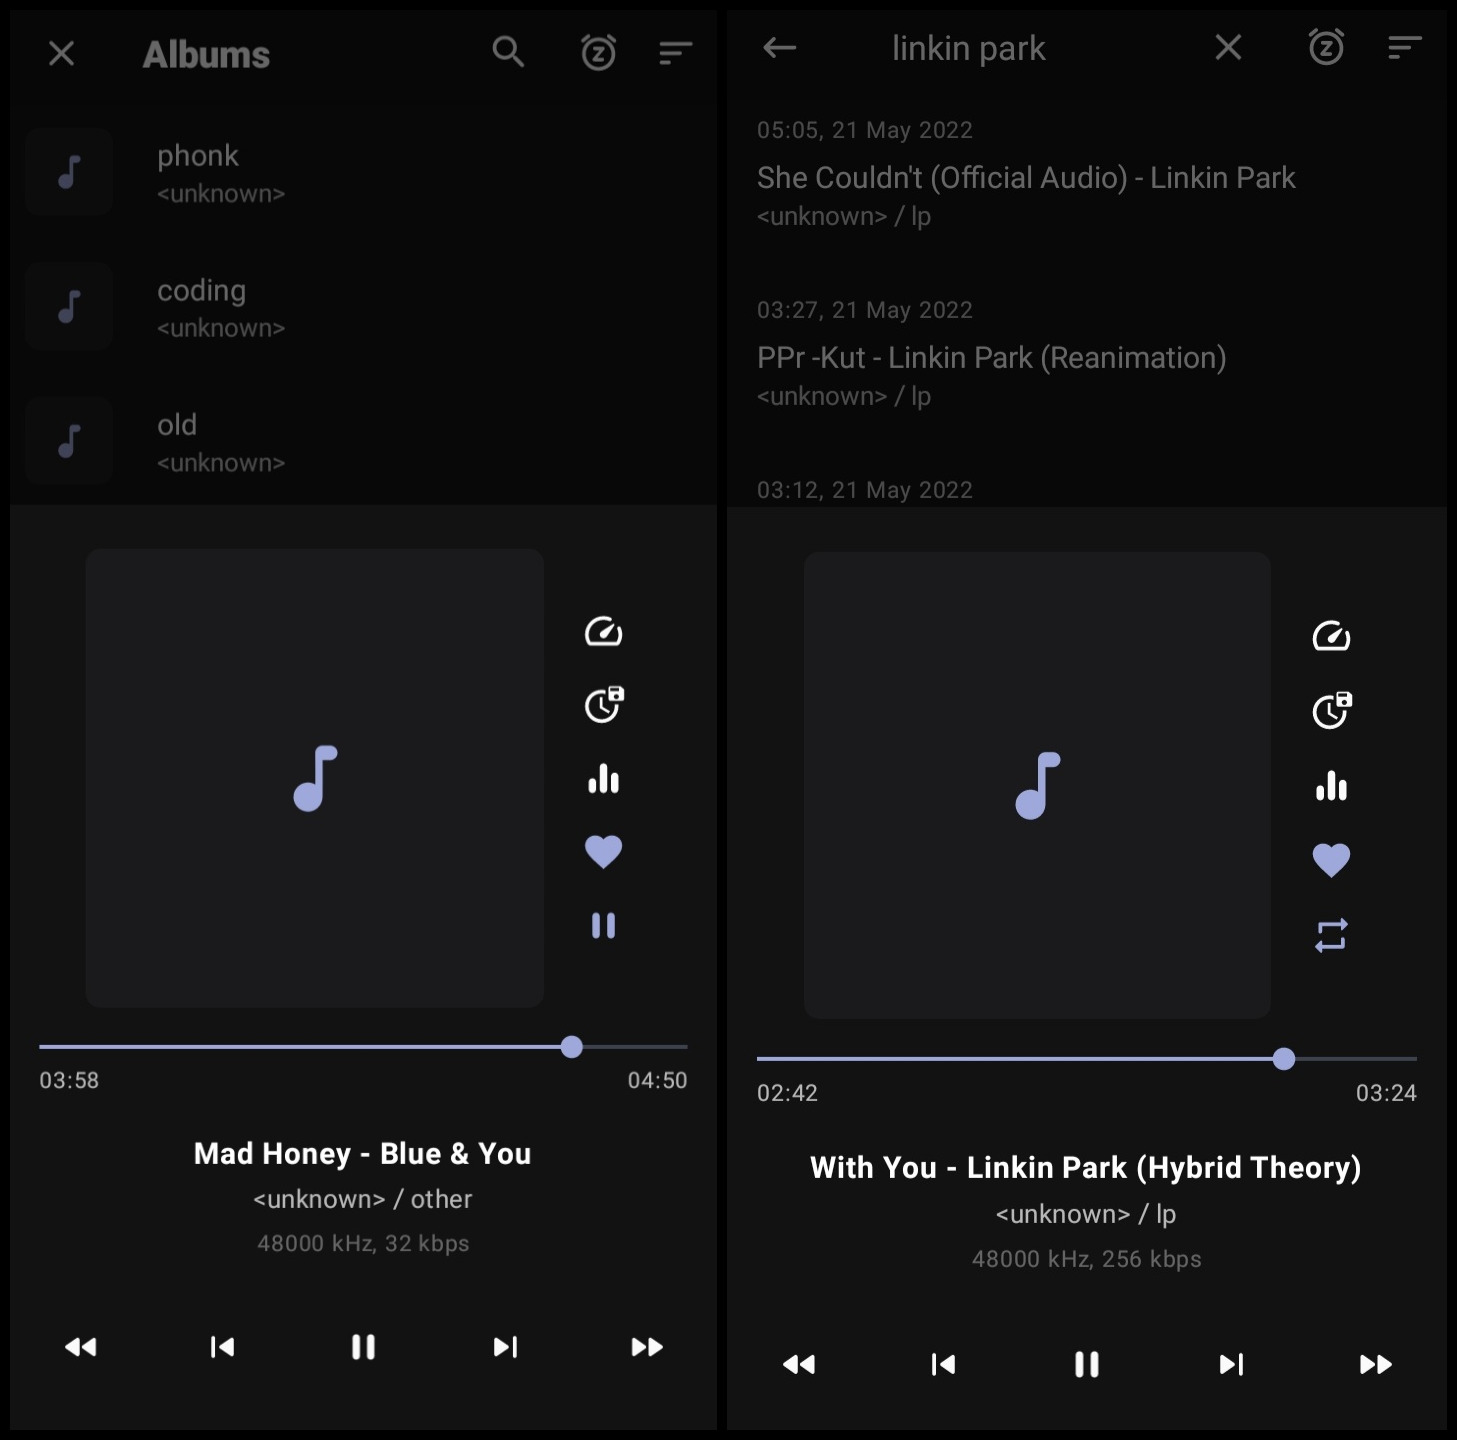 Albums
phonk
<unknown>
coding
<unknown>
old
<unknown>
03:58
04:50
Mad Honey - Blue & You
<unknown> / other
48000 kHz, 32 kbps
linkin park
05:05, 21 May 2022
She Couldn't (Official Audio) - Linkin Park
<unknown> / lp
03:27, 21 May 2022
PPr -Kut - Linkin Park (Reanimation)
<unknown> / lp
03:12, 21 May 2022
02:42
03:24
With You - Linkin Park (Hybrid Theory)
<unknown> / lp
48000 kHz, 256 kbps